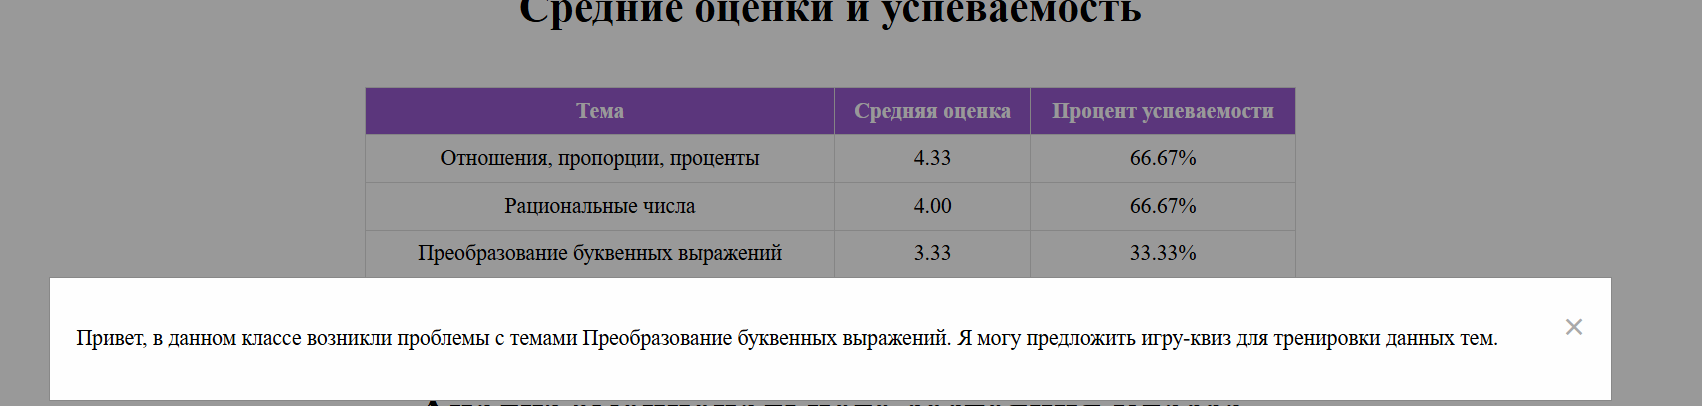 Средние оценки и успеваемость
Тема Средняя оценка Процент успеваемости
Отношения, пропорции, проценты 4.33 66.67%
Рациональные числа 4.00 66.67%
Преобразование буквенных выражений 3.33 33.33%
Привет, в данном классе возникли проблемы с темами Преобразование буквенных выражений. Я могу предложить игру-квиз для тренировки данных тем.